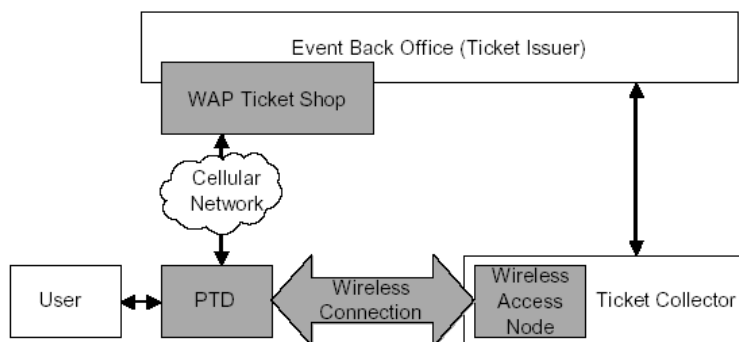 Event Back Office (Ticket Issuer)
WAP Ticket Shop
Cellular
Network
User
PTD
Wireless
Connection
Wireless
Access
Node
Ticket Collector